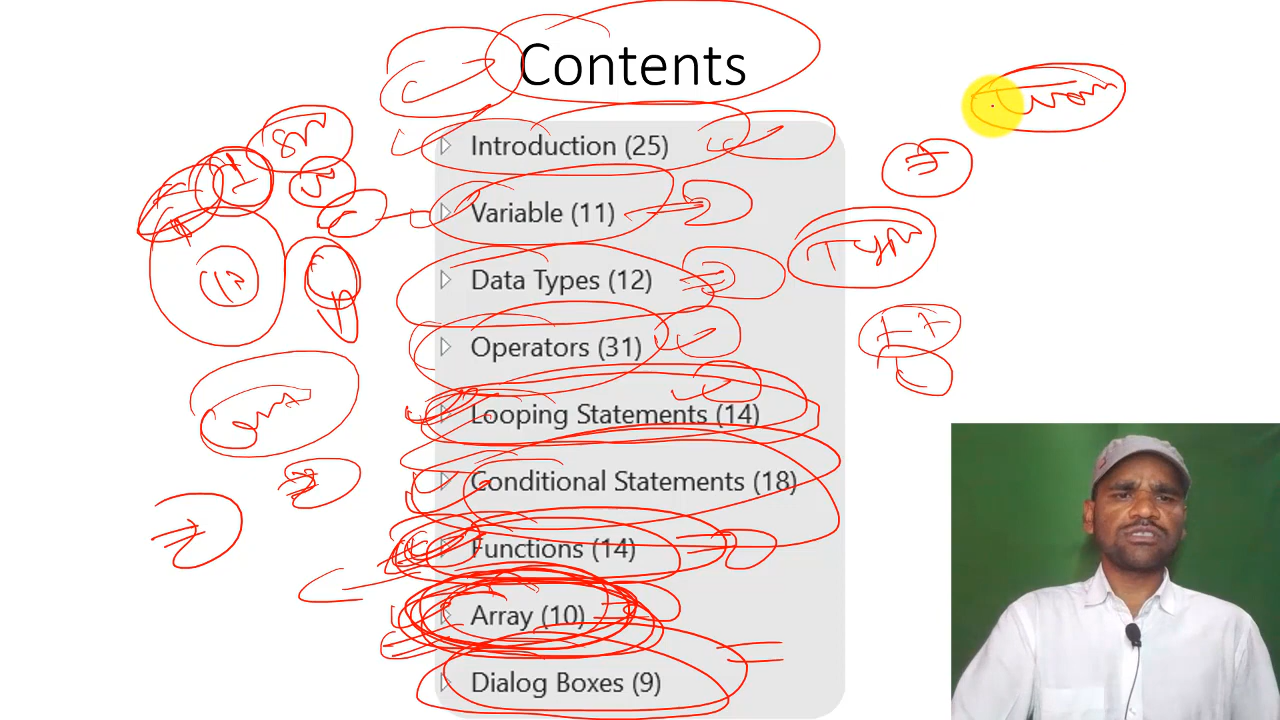 Contents
Introduction (25)
Variable (11)
Data Types (12)
Operators (31)
Looping Statements (14)
Conditional Statements (18)
Functions (14)
Array (10)
Dialog Boxes (9)